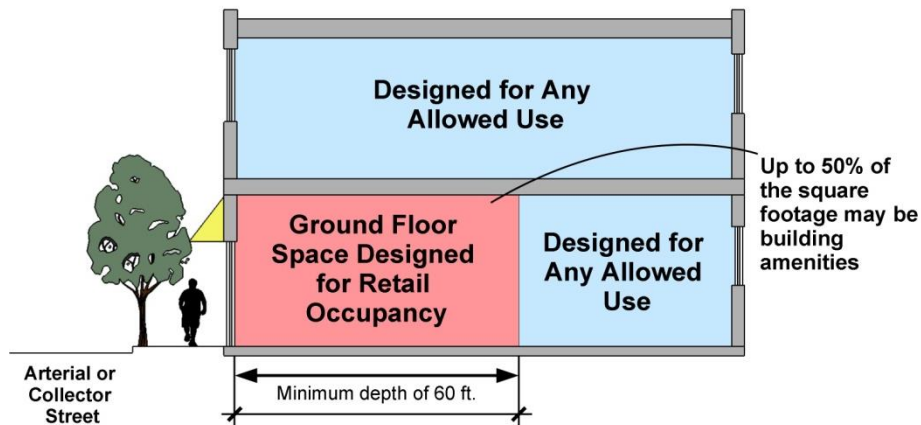 Designed for Any
Allowed Use
Up to 50% of
the square
footage may be
building
amenities
Ground Floor
Space Designed
for Retail
Occupancy
Designed for
Any Allowed
Use
Arterial or
Collector
Street
Minimum depth of 60 ft.